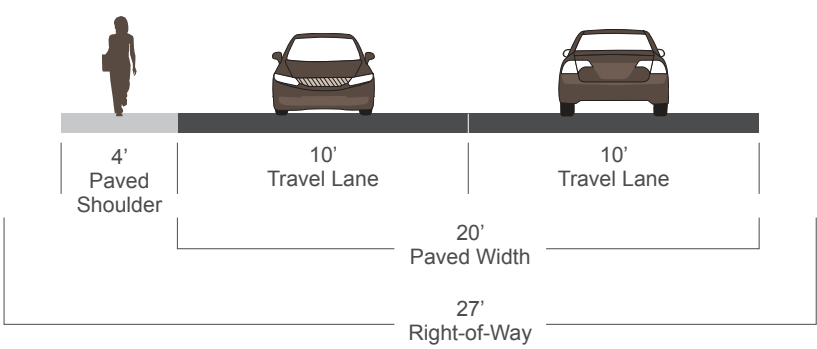 4’
Paved
Shoulder
10’
Travel Lane
10’
Travel Lane
20’
Paved Width
27’
Right-of-Way